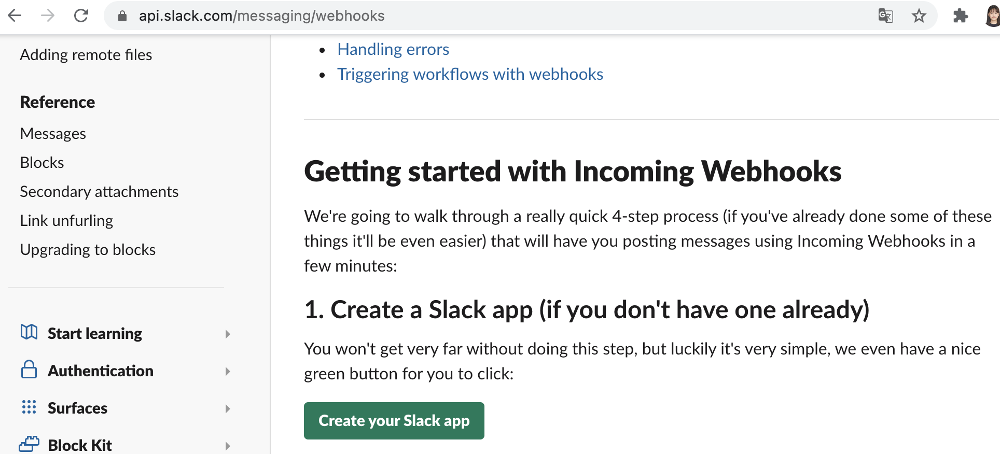 api.slack.com/messaging/webhooks
Adding remote files
Reference
Messages
Blocks
Secondary attachments
Link unfurling
Upgrading to blocks
Start learning
Authentication
Surfaces
Block Kit
Handling errors
Triggering workflows with webhooks
Getting started with Incoming Webhooks
We're going to walk through a really quick 4-step process (if you've already done some of these
things it'll be even easier) that will have you posting messages using Incoming Webhooks in a
few minutes:
1. Create a Slack app (if you don't have one already)
You won't get very far without doing this step, but luckily it's very simple, we even have a nice
green button for you to click:
Create your Slack app